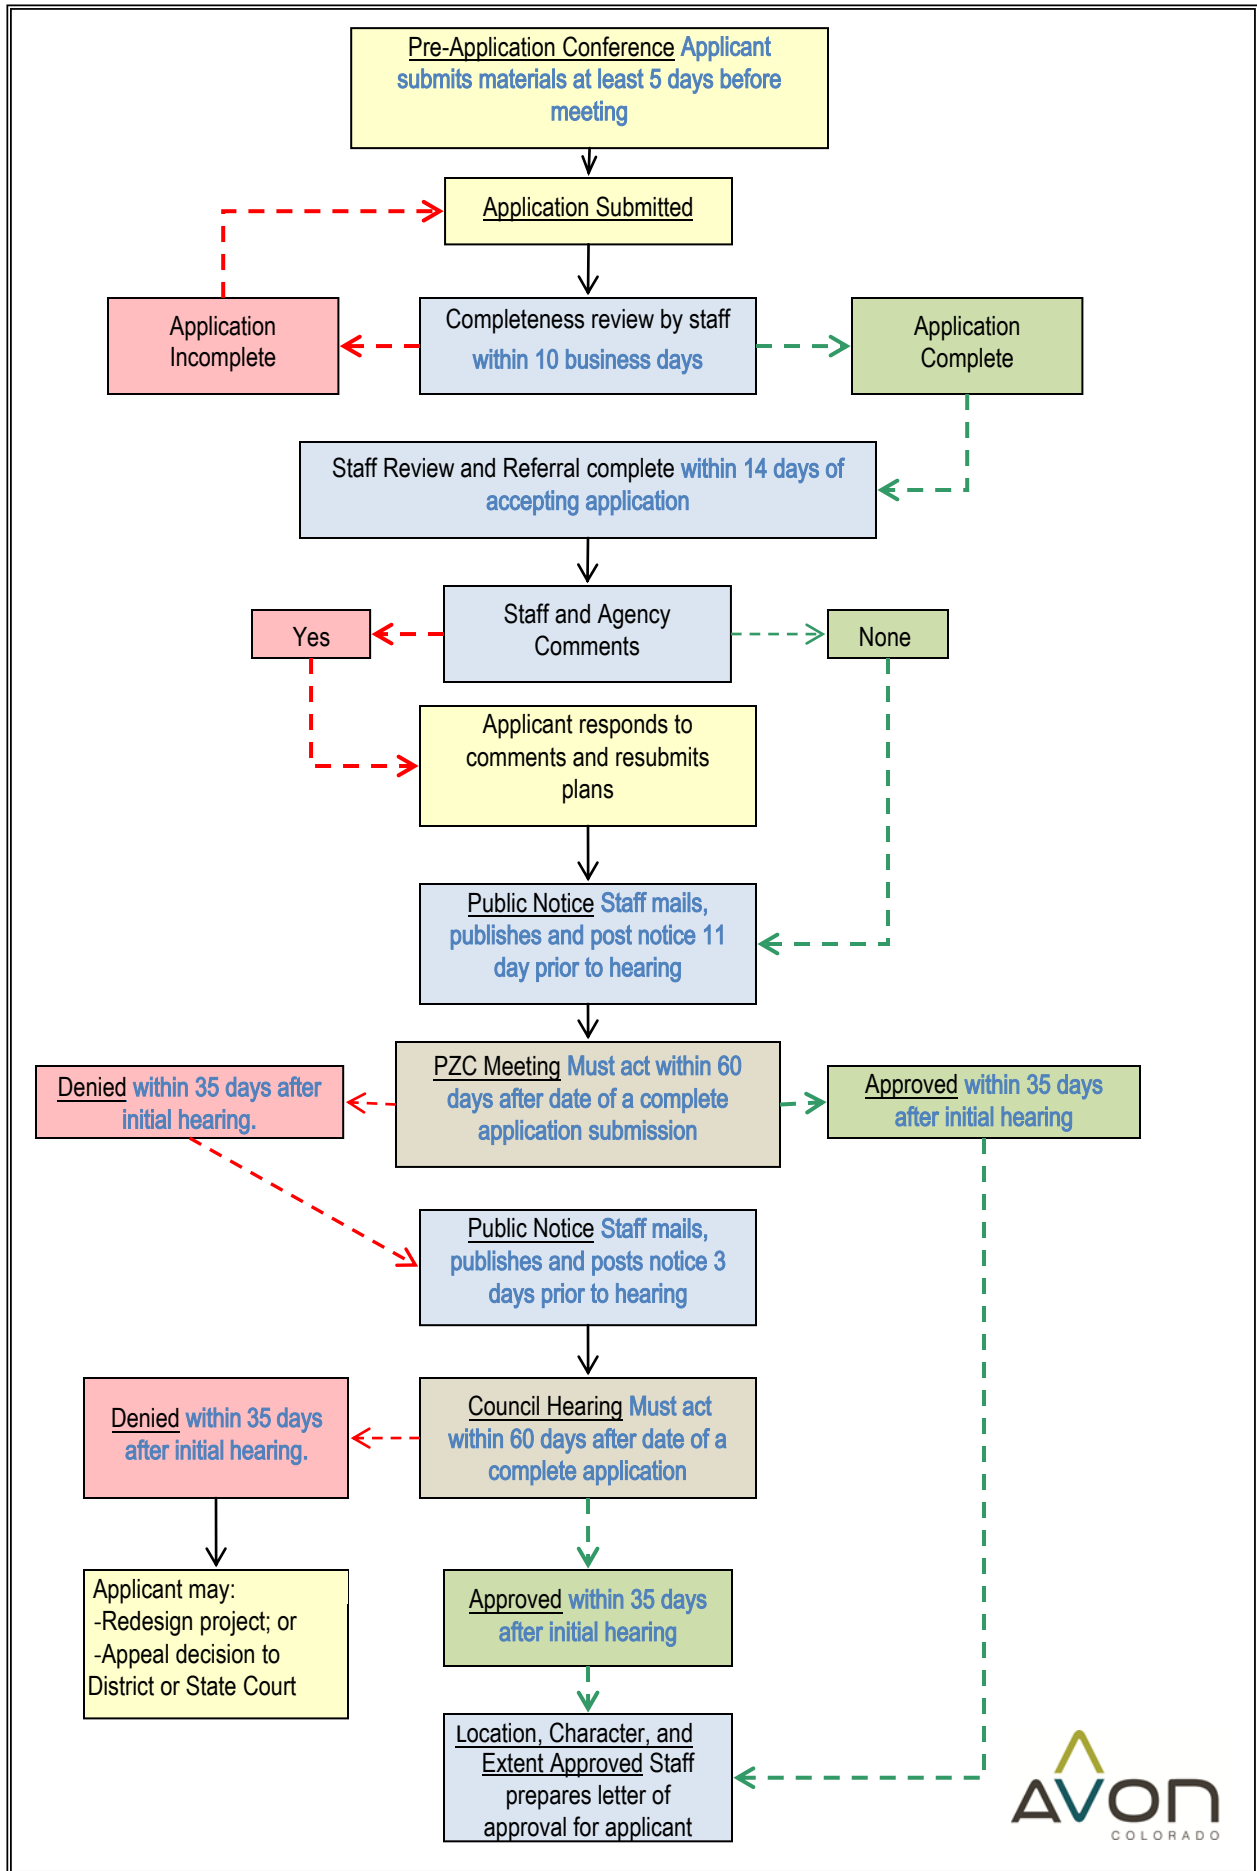 Pre-Application Conference Applicant
submits materials at least 5 days before
meeting
Application Submitted
Application
Incomplete
Completeness review by staff
within 10 business days
Application
Complete
Staff Review and Referral complete within 14 days of
accepting application
Staff and Agency
Comments
Yes
None
Applicant responds to
comments and resubmits
plans
Public Notice Staff mails,
publishes and post notice 11
day prior to hearing
PZC Meeting Must act within 60
days after date of a complete
application submission
Denied within 35 days after
initial hearing.
Approved within 35 days
after initial hearing
Public Notice Staff mails,
publishes and posts notice 3
days prior to hearing
Council Hearing Must act
within 60 days after date of a
complete application
Denied within 35 days
after initial hearing.
Applicant may:
-Redesign project; or
-Appeal decision to
District or State Court
Approved within 35 days
after initial hearing
Location, Character, and
Extent Approved Staff
prepares letter of
approval for applicant
AVON
COLORADO